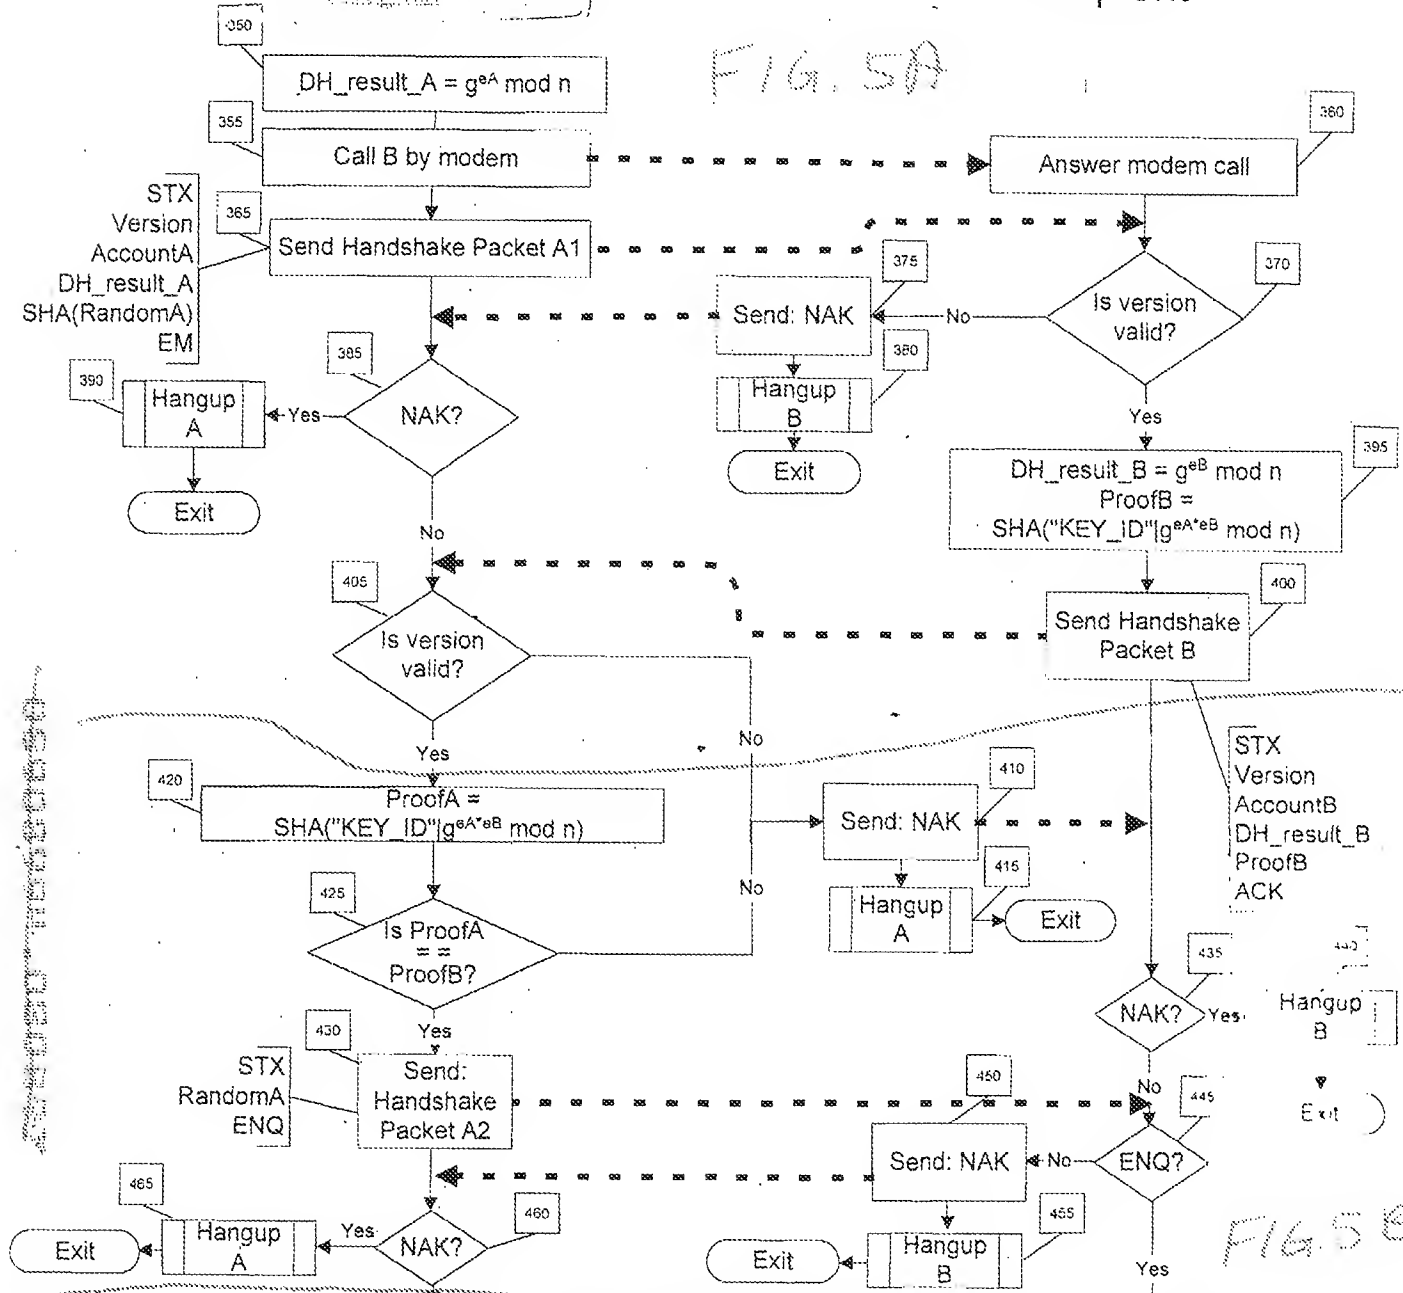 FIG. 5A
350
DH_result_A = g^eA mod n
355
Call B by modem
360
Answer modem call
STX
Version
AccountA
DH_result_A
SHA(RandomA)
EM
365
Send Handshake Packet A1
375
Send: NAK
No
370
Is version
valid?
380
Hangup
B
Exit
Yes
385
NAK?
Yes
390
Hangup
A
Exit
No
395
DH_result_B = g^eB mod n
ProofB =
SHA("KEY_ID"|g^eA*eB mod n)
400
Send Handshake
Packet B
405
Is version
valid?
No
Yes
STX
Version
AccountB
DH_result_B
ProofB
ACK
420
ProofA =
SHA("KEY_ID"|g^eA*eB mod n)
410
Send: NAK
415
Hangup
A
Exit
425
Is ProofA
= =
ProofB?
No
Yes
435
NAK?
Yes
440
Hangup
B
Exit
No
430
STX
RandomA
ENQ
Send:
Handshake
Packet A2
445
ENQ?
No
450
Send: NAK
455
Hangup
B
Exit
Yes
460
NAK?
Yes
465
Hangup
A
Exit
FIG. 5B